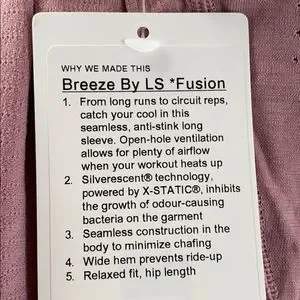 WHY WE MADE THIS
Breeze By LS *Fusion
1. From long runs to circuit reps,
catch your cool in this
seamless, anti-stink long
sleeve. Open-hole ventilation
allows for plenty of airflow
when your workout heats up
2. Silverescent® technology,
powered by X-STATIC®, inhibits
the growth of odour-causing
bacteria on the garment
3. Seamless construction in the
body to minimize chafing
4. Wide hem prevents ride-up
5. Relaxed fit, hip length